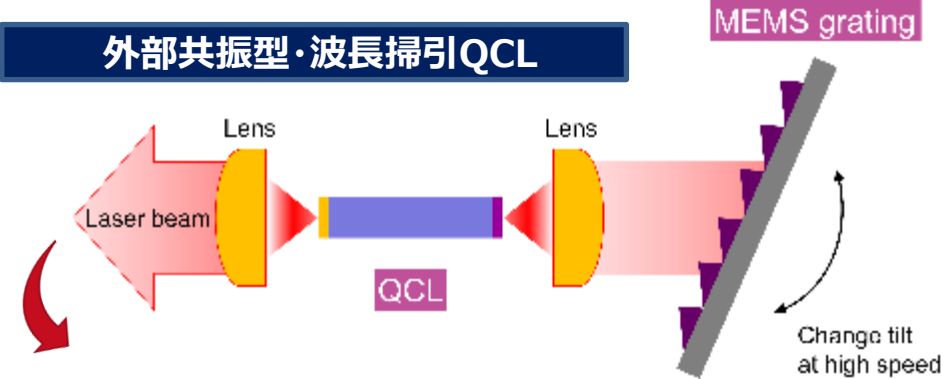 MEMS grating
外部共振型・波長掃引QCL
Lens
Lens
Laser beam
QCL
Change tilt
at high speed